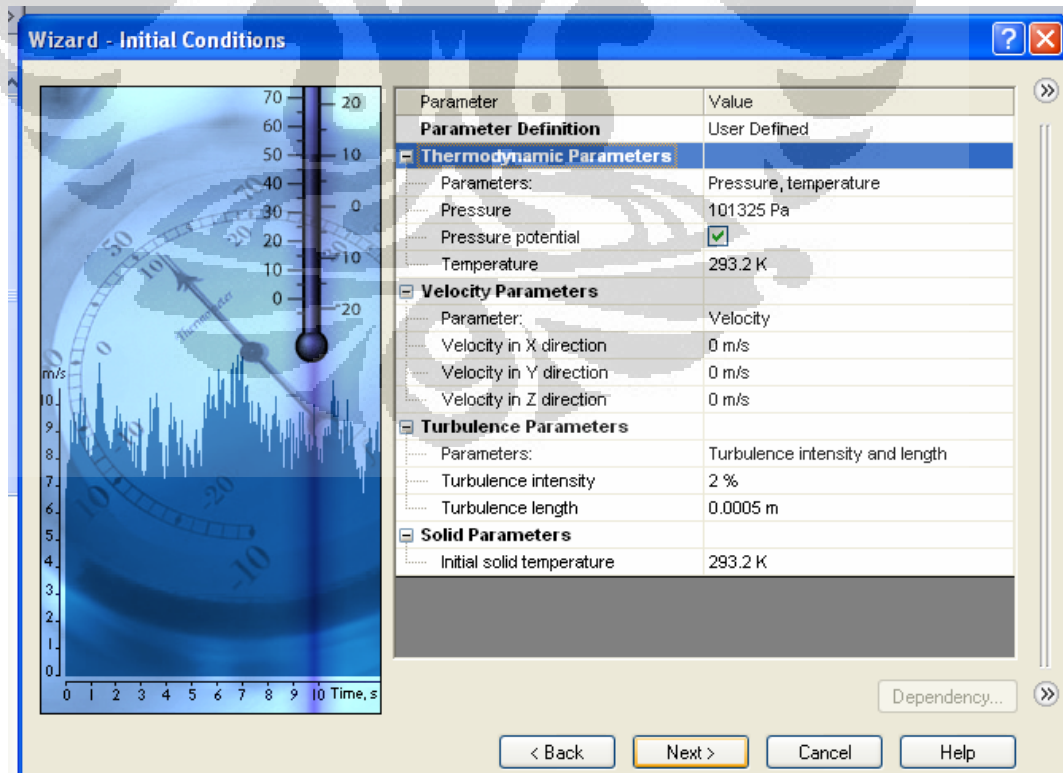 Wizard - Initial Conditions
Parameter Value
Parameter Definition User Defined
Thermodynamic Parameters
Parameters: Pressure, temperature
Pressure 101325 Pa
Pressure potential
Temperature 293.2 K
Velocity Parameters
Parameter: Velocity
Velocity in X direction 0 m/s
Velocity in Y direction 0 m/s
Velocity in Z direction 0 m/s
Turbulence Parameters
Parameters: Turbulence intensity and length
Turbulence intensity 2 %
Turbulence length 0.0005 m
Solid Parameters
Initial solid temperature 293.2 K
70 20
60
50 10
40
30 0
20
10 -10
0
-20
Thermometer
m/s
10
9
8
7
6
5
4
3
2
1
0
0 1 2 3 4 5 6 7 8 9 10 Time, s
Dependency...
< Back Next > Cancel Help